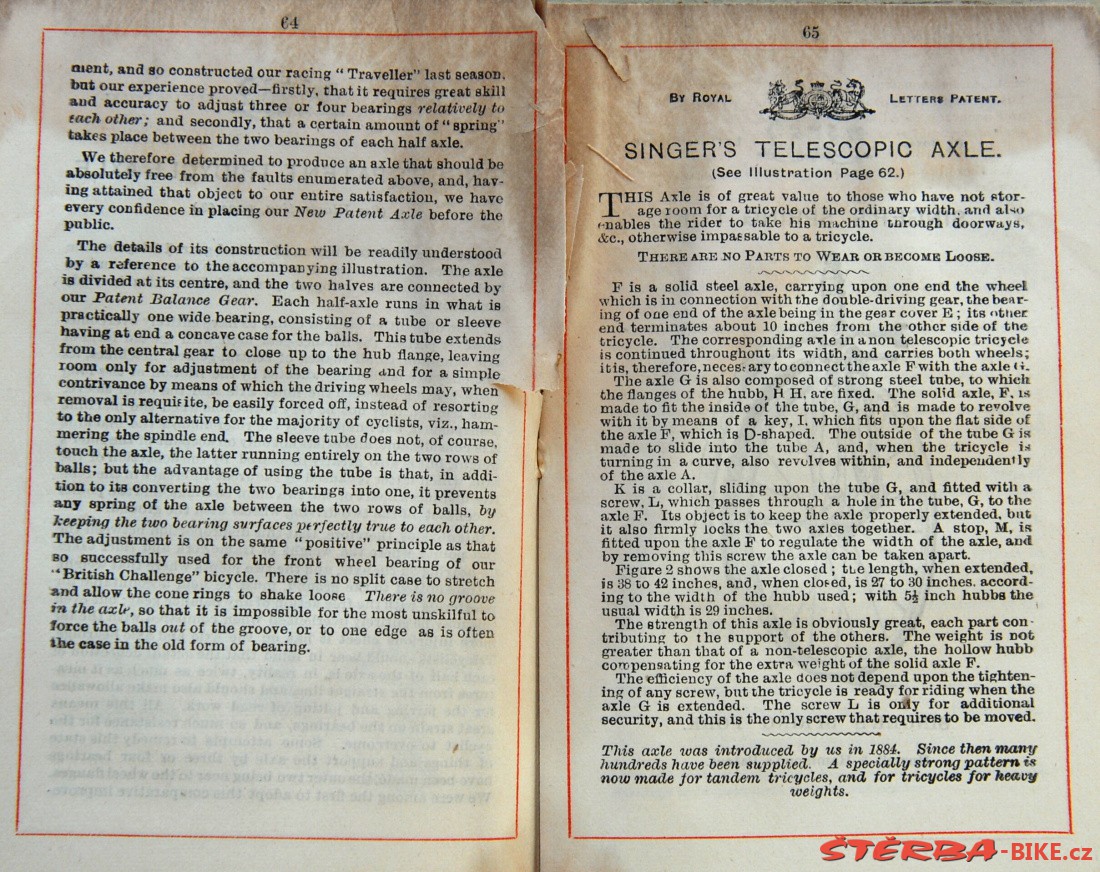 64
ment, and so constructed our racing "Traveller" last season,
but our experience proved—firstly, that it requires great skill
and accuracy to adjust three or four bearings relatively to
each other; and secondly, that a certain amount of "spring"
takes place between the two bearings of each half axle.
We therefore determined to produce an axle that should be
absolutely free from the faults enumerated above, and, hav-
ing attained that object to our entire satisfaction, we have
every confidence in placing our New Patent Axle before the
public.
The details of its construction will be readily understood
by a reference to the accompanying illustration. The axle
is divided at its centre, and the two halves are connected by
our Patent Balance Gear. Each half-axle runs in what is
practically one wide bearing, consisting of a tube or sleeve
having at end a concave case for the balls. This tube extends
from the central gear to close up to the hub flange, leaving
room only for adjustment of the bearing and for a simple
contrivance by means of which the driving wheels may, when
removal is requisite, be easily forced off, instead of resorting
to the only alternative for the majority of cyclists, viz., ham-
mering the spindle end. The sleeve tube does not, of course,
touch the axle, the latter running entirely on the two rows of
balls; but the advantage of using the tube is that, in addi-
tion to its converting the two bearings into one, it prevents
any spring of the axle between the two rows of balls, by
keeping the two bearing surfaces perfectly true to each other.
The adjustment is on the same "positive" principle as that
so successfully used for the front wheel bearing of our
"British Challenge" bicycle. There is no split case to stretch
and allow the cone rings to shake loose There is no groove
in the axle, so that it is impossible for the most unskilful to
force the balls out of the groove, or to one edge as is often
the case in the old form of bearing.
65
BY ROYAL LETTERS PATENT.
SINGER'S TELESCOPIC AXLE.
(See Illustration Page 62.)
THIS Axle is of great value to those who have not stor-
age room for a tricycle of the ordinary width, and also
enables the rider to take his machine through doorways,
&c., otherwise impassable to a tricycle.
THERE ARE NO PARTS TO WEAR OR BECOME LOOSE.
F is a solid steel axle, carrying upon one end the wheel
which is in connection with the double-driving gear, the bear-
ing of one end of the axle being in the gear cover E; its other
end terminates about 10 inches from the other side of the
tricycle. The corresponding axle in a non telescopic tricycle
is continued throughout its width, and carries both wheels;
it is, therefore, necessary to connect the axle F with the axle G.
The axle G is also composed of strong steel tube, to which
the flanges of the hubb, H H, are fixed. The solid axle, F, is
made to fit the inside of the tube, G, and is made to revolve
with it by means of a key, I, which fits upon the flat side of
the axle F, which is D-shaped. The outside of the tube G is
made to slide into the tube A, and, when the tricycle is
turning in a curve, also revolves within, and independently
of the axle A.
K is a collar, sliding upon the tube G, and fitted with a
screw, L, which passes through a hole in the tube, G, to the
axle F. Its object is to keep the axle properly extended, but
it also firmly locks the two axles together. A stop, M, is
fitted upon the axle F to regulate the width of the axle, and
by removing this screw the axle can be taken apart.
Figure 2 shows the axle closed; the length, when extended,
is 38 to 42 inches, and, when closed, is 27 to 30 inches, accord-
ing to the width of the hubb used; with 5½ inch hubbs the
usual width is 29 inches.
The strength of this axle is obviously great, each part con-
tributing to the support of the others. The weight is not
greater than that of a non-telescopic axle, the hollow hubb
compensating for the extra weight of the solid axle F.
The efficiency of the axle does not depend upon the tighten-
ing of any screw, but the tricycle is ready for riding when the
axle G is extended. The screw L is only for additional
security, and this is the only screw that requires to be moved.
This axle was introduced by us in 1884. Since then many
hundreds have been supplied. A specially strong pattern is
now made for tandem tricycles, and for tricycles for heavy
weights.
ŠTĚRBA-BIKE.cz